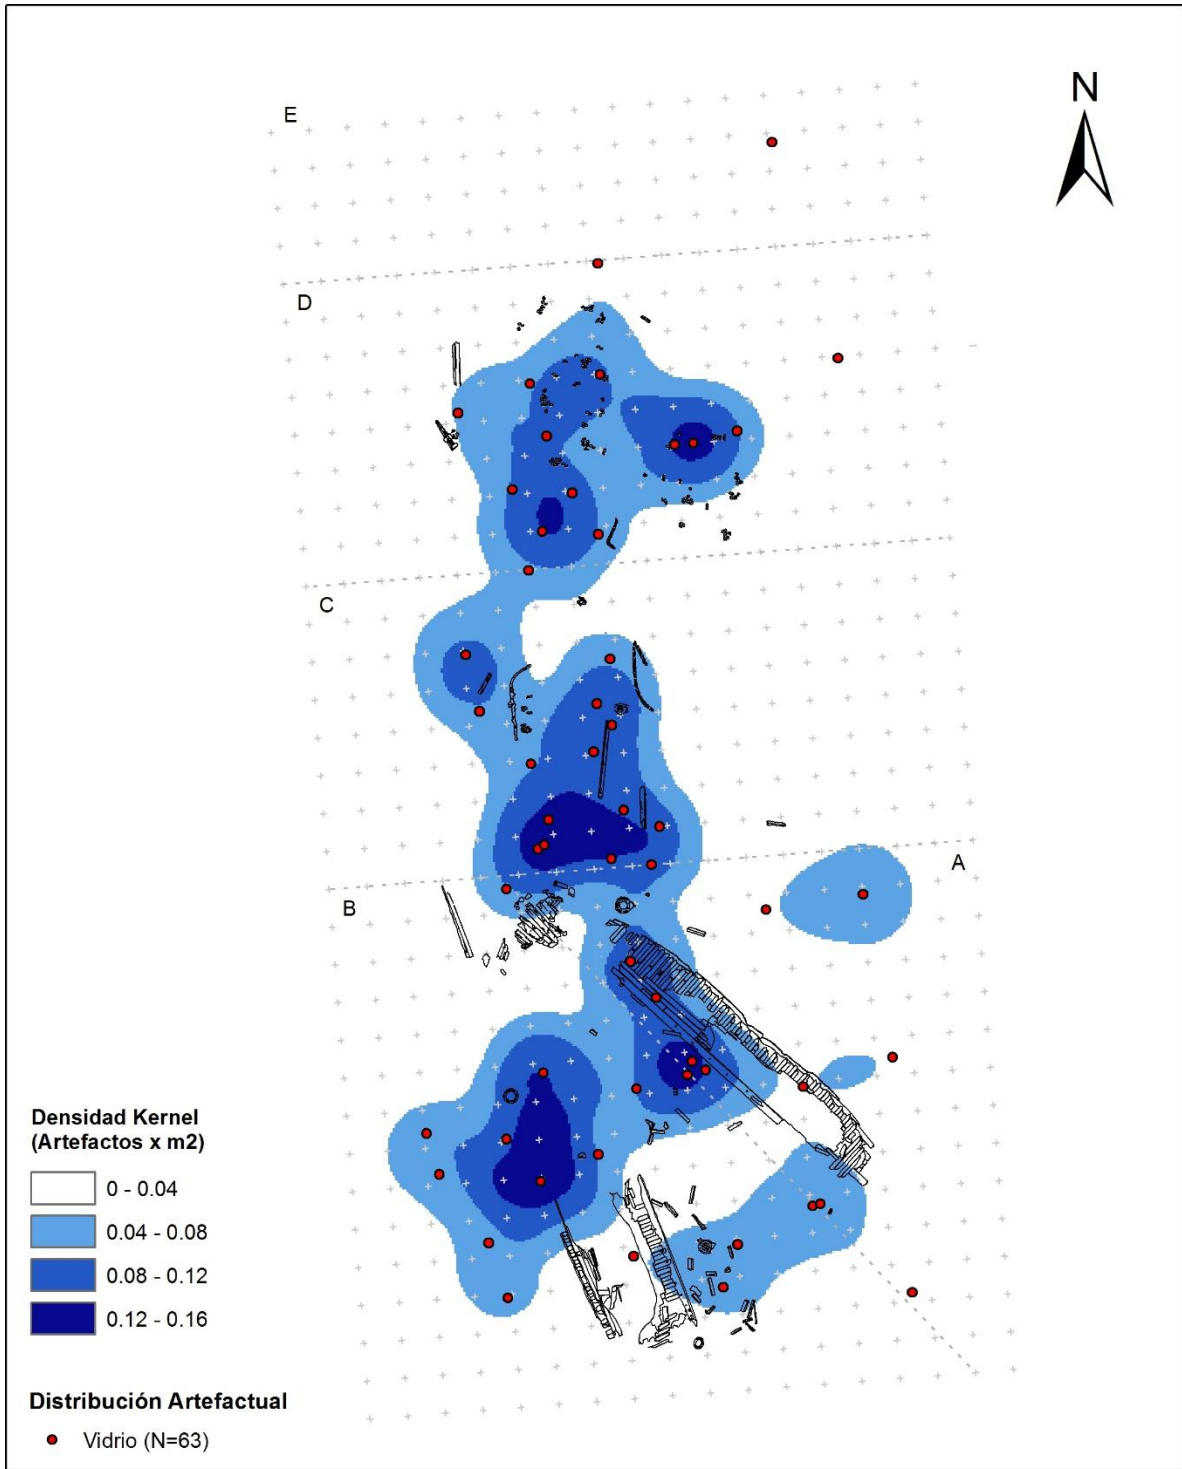 N
E
D
C
A
B
Densidad Kernel
(Artefactos x m2)
0 - 0.04
0.04 - 0.08
0.08 - 0.12
0.12 - 0.16
Distribución Artefactual
Vidrio (N=63)